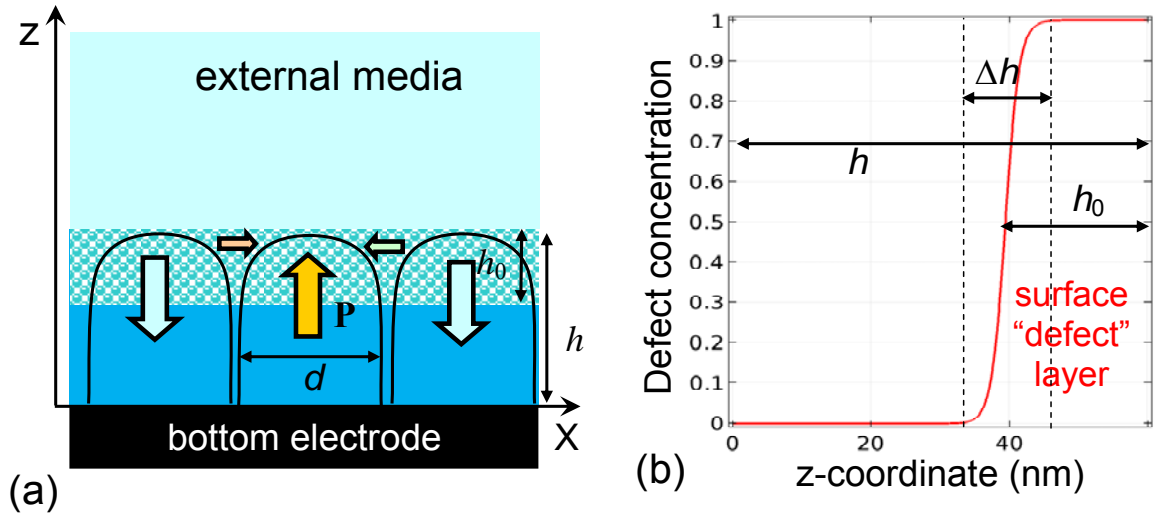 z
external media
h0
P
h
d
bottom electrode
X
(a)
Defect concentration
1
0.9
0.8
0.7
0.6
0.5
0.4
0.3
0.2
0.1
0
Δh
h
h0
surface
“defect”
layer
0
20
40
z-coordinate (nm)
(b)